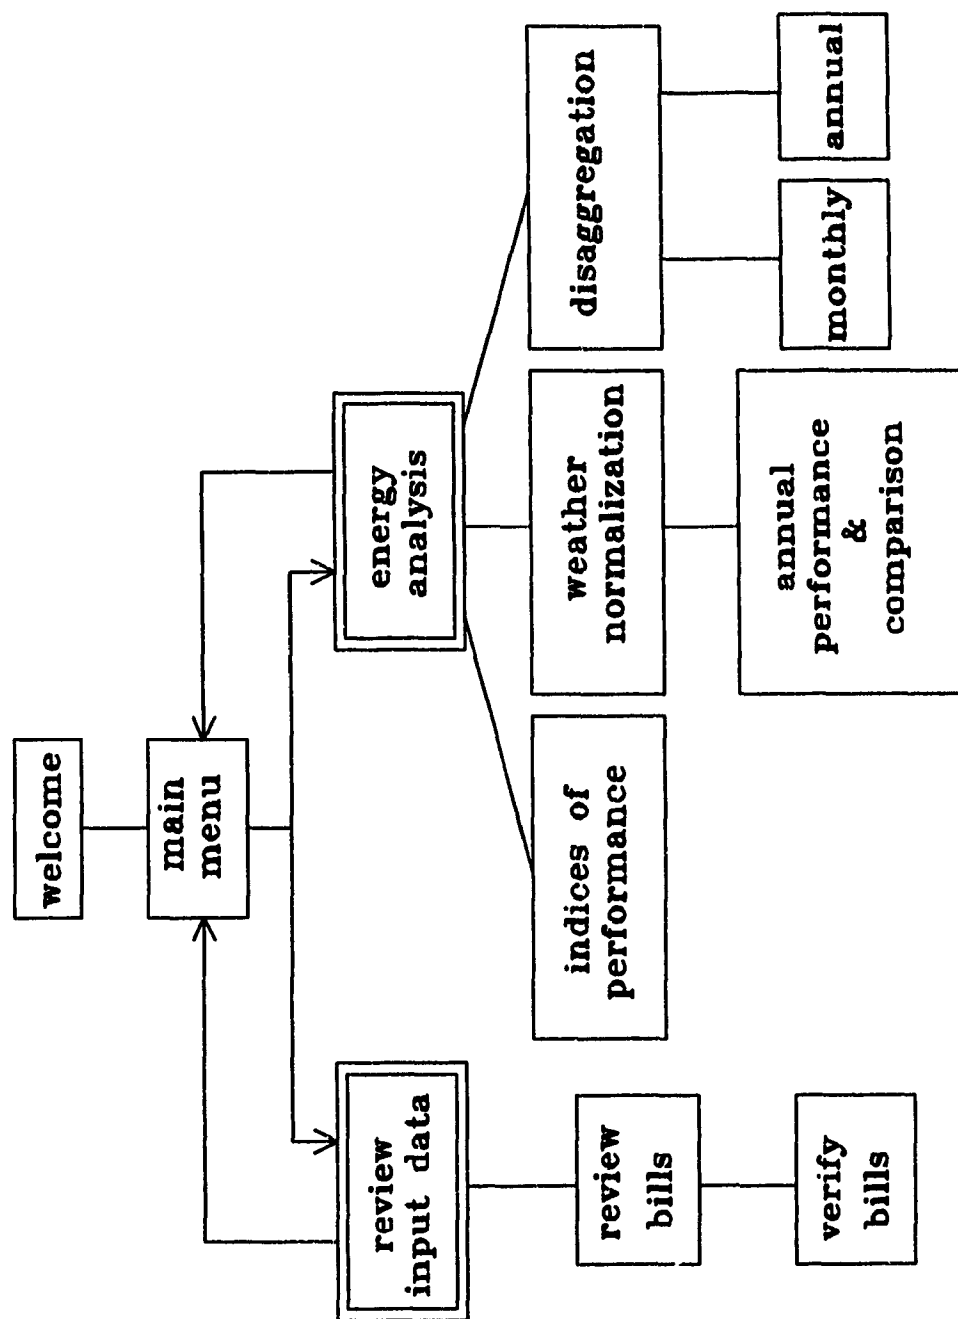 welcome
main
menu
review
input data
energy
analysis
review
bills
verify
bills
indices of
performance
weather
normalization
disaggregation
annual
performance
&
comparison
monthly
annual